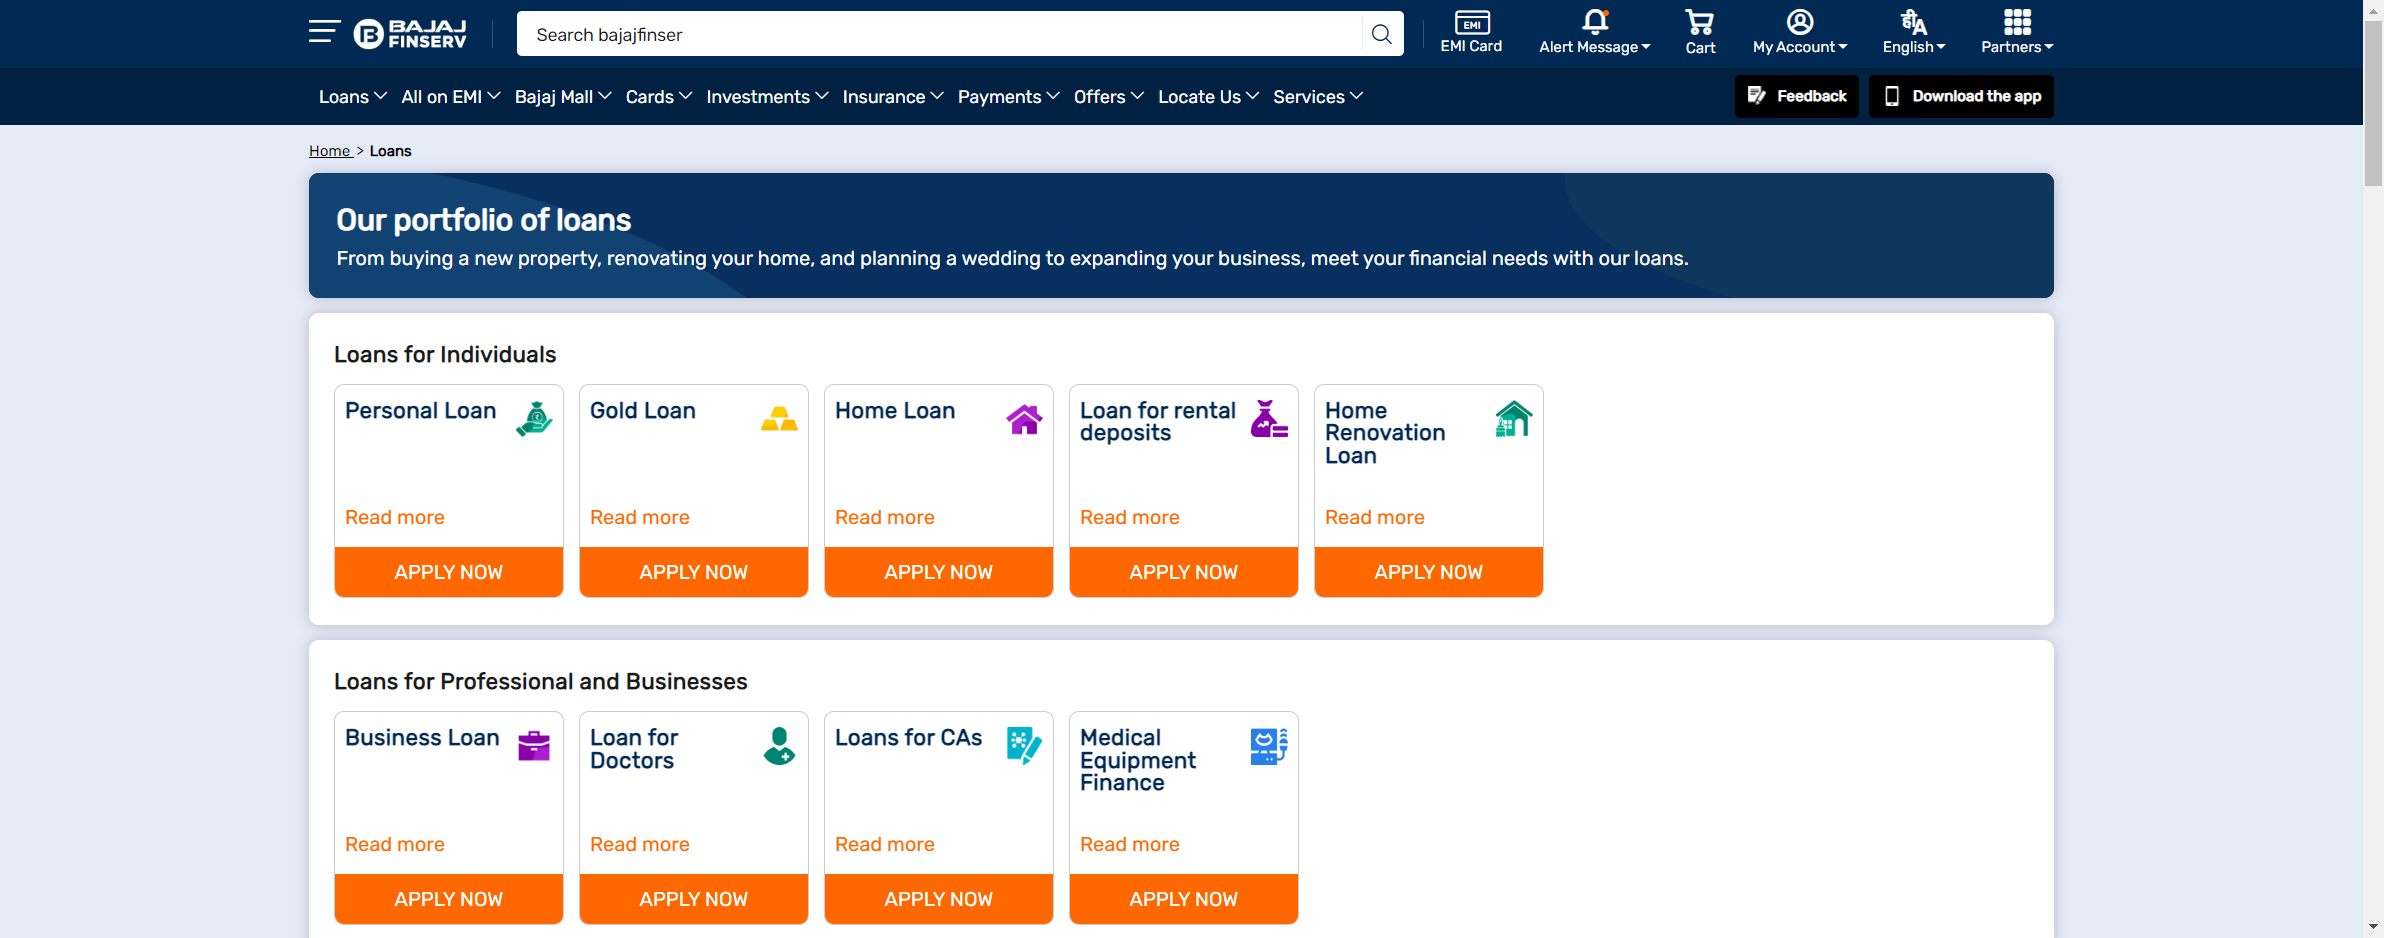 BAJAJ
FINSERV
Search bajajfinser
EMI
EMI Card
Alert Message
Cart
My Account
हीA
English
Partners
Loans
All on EMI
Bajaj Mall
Cards
Investments
Insurance
Payments
Offers
Locate Us
Services
Feedback
Download the app
Home > Loans
Our portfolio of loans
From buying a new property, renovating your home, and planning a wedding to expanding your business, meet your financial needs with our loans.
Loans for Individuals
Personal Loan
Read more
APPLY NOW
Gold Loan
Read more
APPLY NOW
Home Loan
Read more
APPLY NOW
Loan for rental
deposits
Read more
APPLY NOW
Home
Renovation
Loan
Read more
APPLY NOW
Loans for Professional and Businesses
Business Loan
Read more
APPLY NOW
Loan for
Doctors
Read more
APPLY NOW
Loans for CAs
Read more
APPLY NOW
Medical
Equipment
Finance
Read more
APPLY NOW